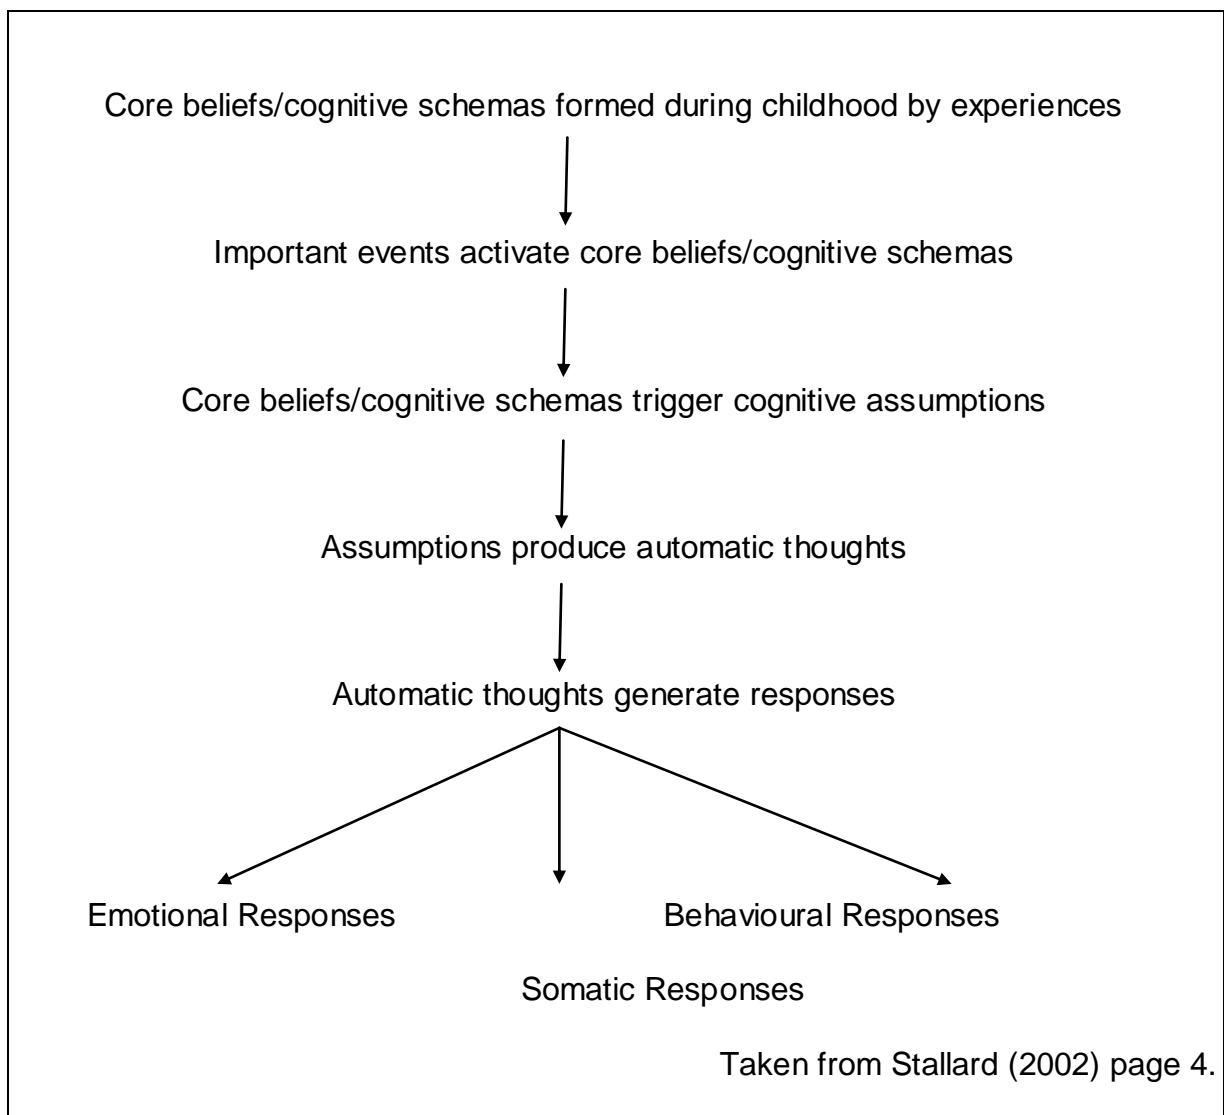 Core beliefs/cognitive schemas formed during childhood by experiences
Important events activate core beliefs/cognitive schemas
Core beliefs/cognitive schemas trigger cognitive assumptions
Assumptions produce automatic thoughts
Automatic thoughts generate responses
Emotional Responses
Behavioural Responses
Somatic Responses
Taken from Stallard (2002) page 4.